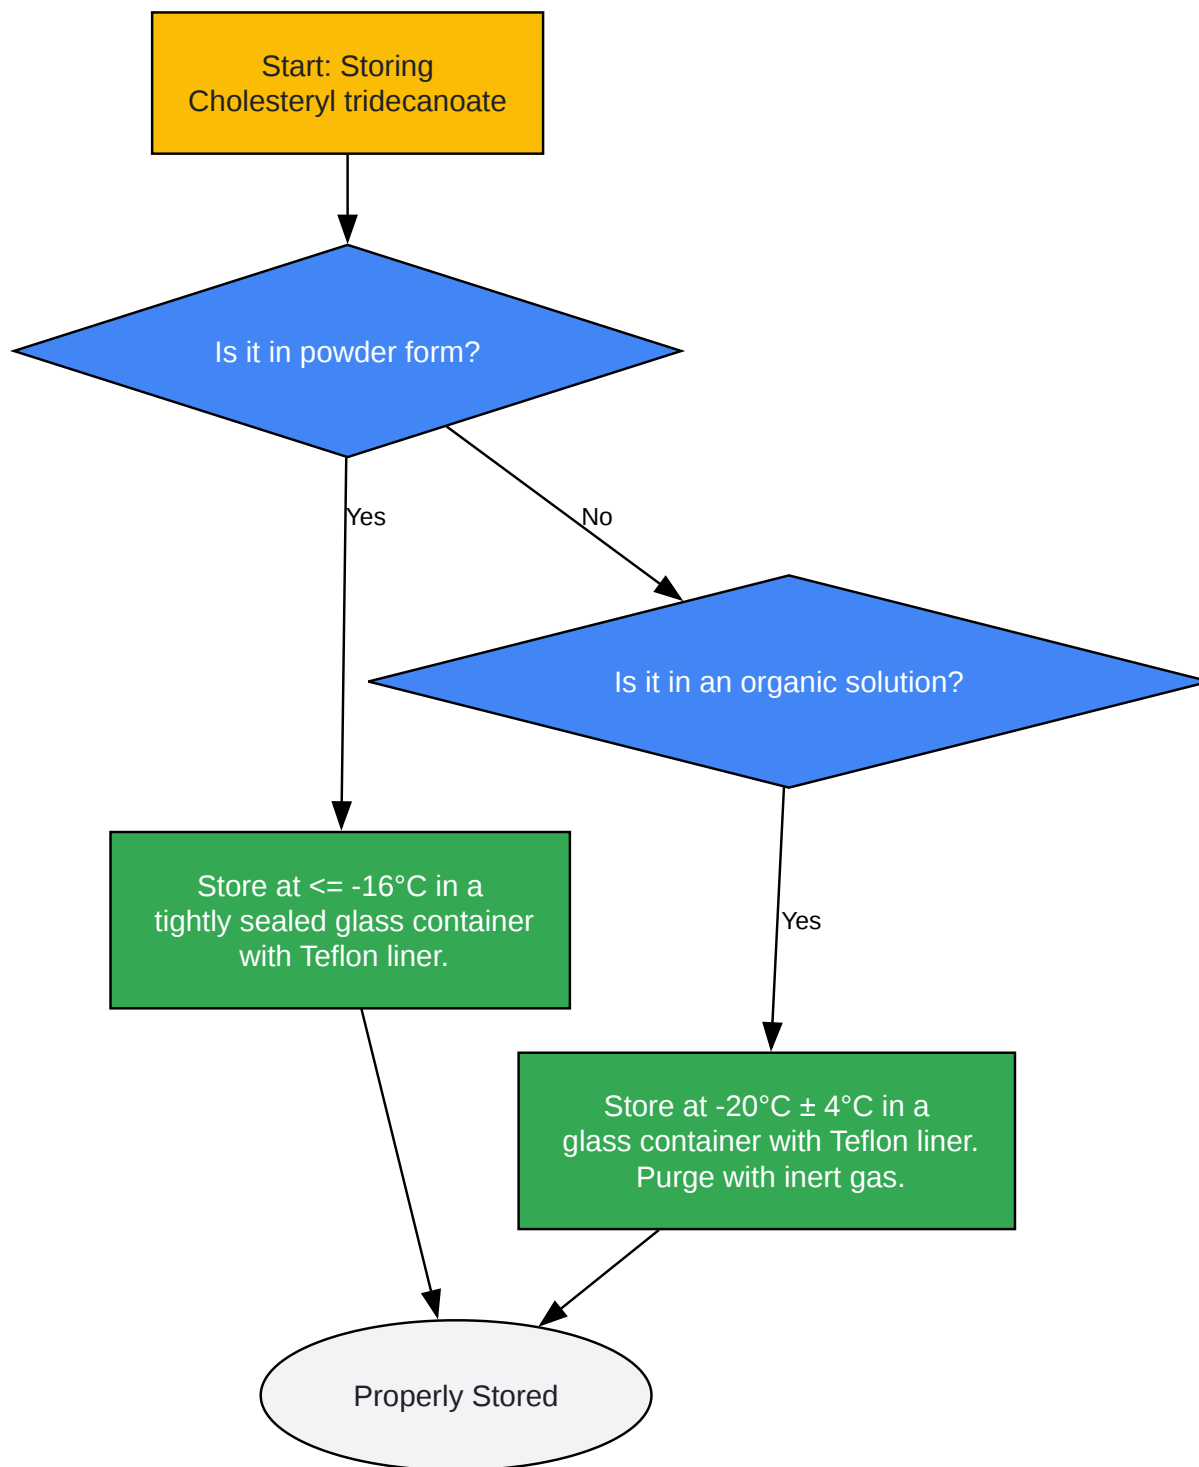 Start: Storing
Cholesteryl tridecanoate
Is it in powder form?
Yes
No
Is it in an organic solution?
Store at <= -16°C in a
tightly sealed glass container
with Teflon liner.
Yes
Store at -20°C ± 4°C in a
glass container with Teflon liner.
Purge with inert gas.
Properly Stored